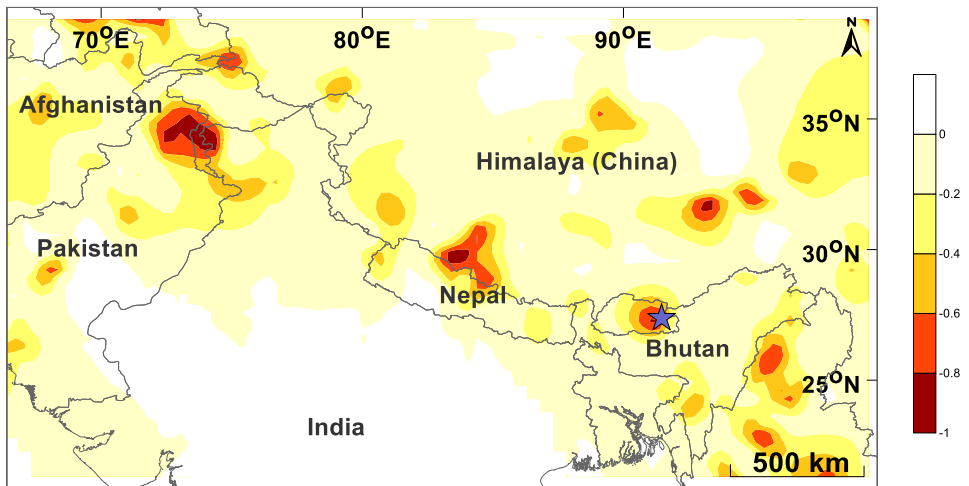 N
70°E
80°E
90°E
Afghanistan
35°N
0
Himalaya (China)
-0.2
Pakistan
30°N
-0.4
Nepal
-0.6
Bhutan
-0.8
25°N
India
-1
500 km